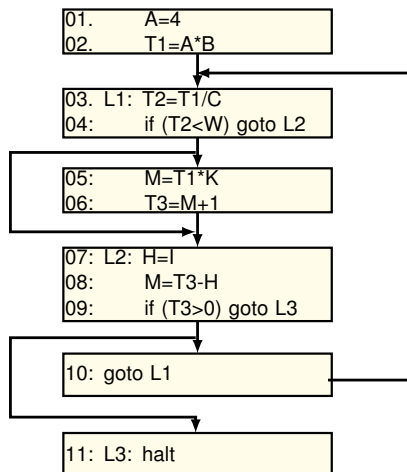 01. A=4
02. T1=A*B
03. L1: T2=T1/C
04: if (T2<W) goto L2
05: M=T1*K
06: T3=M+1
07: L2: H=I
08: M=T3-H
09: if (T3>0) goto L3
10: goto L1
11: L3: halt